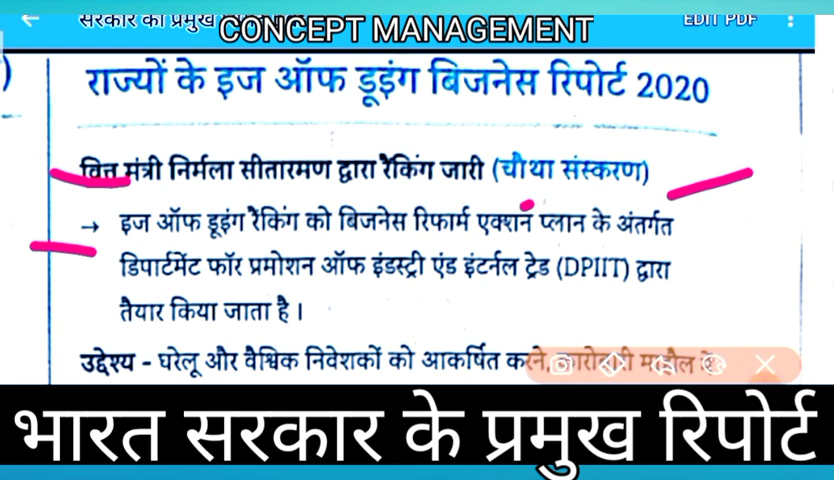 सरकार की प्रमुख
EDIT PDF
CONCEPT MANAGEMENT
राज्यों के इज ऑफ डूइंग बिजनेस रिपोर्ट 2020
वित्त मंत्री निर्मला सीतारमण द्वारा रैंकिंग जारी (चौथा संस्करण)
→ इज ऑफ डूइंग रैंकिंग को बिजनेस रिफार्म एक्शन प्लान के अंतर्गत
डिपार्टमेंट फॉर प्रमोशन ऑफ इंडस्ट्री एंड इंटर्नल ट्रेड (DPIIT) द्वारा
तैयार किया जाता है ।
उद्देश्य - घरेलू और वैश्विक निवेशकों को आकर्षित करने,
भारत सरकार के प्रमुख रिपोर्ट